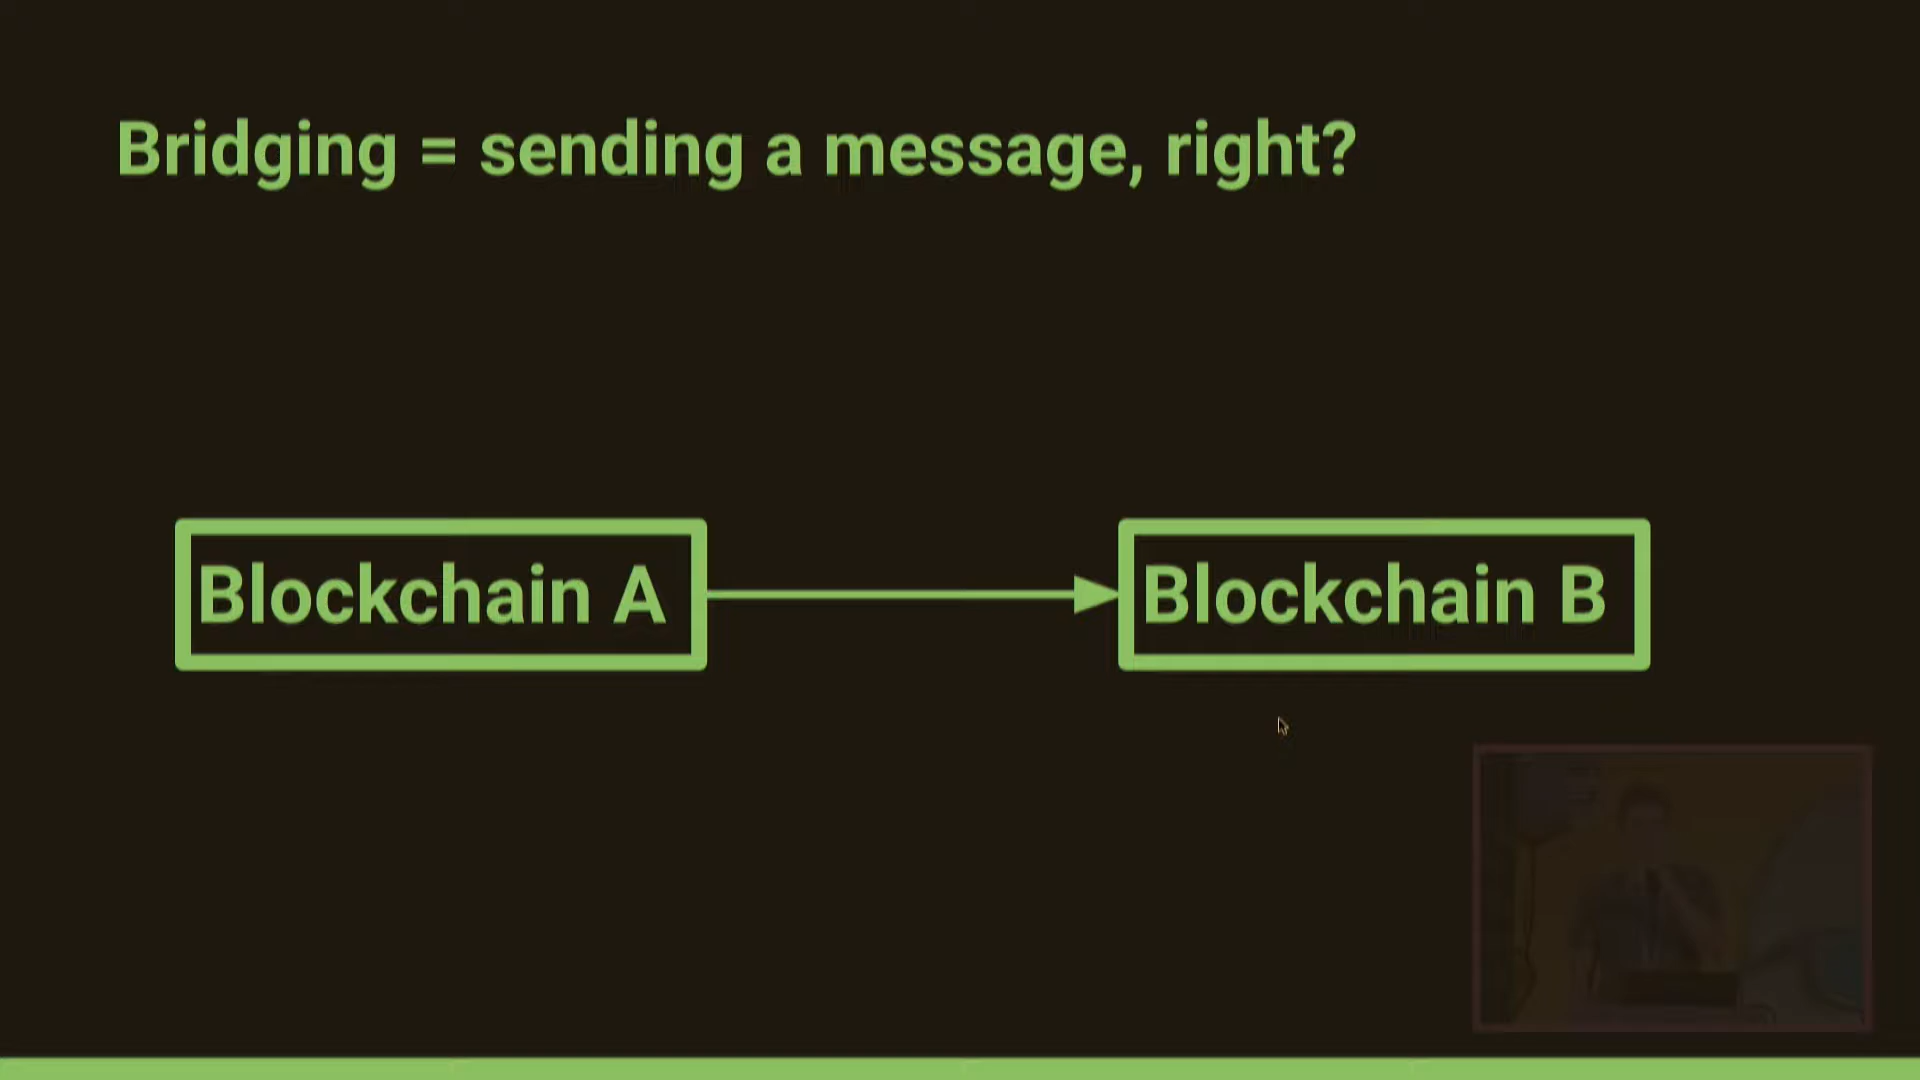 Bridging = sending a message, right?
Blockchain A
Blockchain B